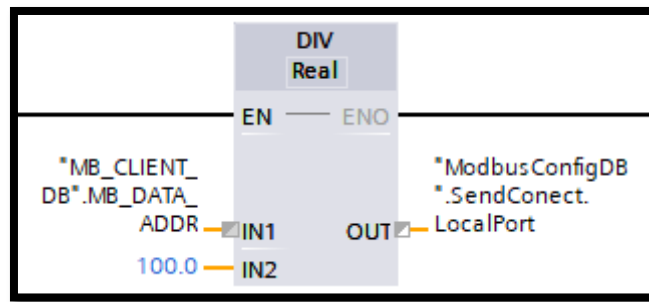 DIV
Real
EN
ENO
"MB_CLIENT_
DB".MB_DATA_
ADDR
IN1
100.0
IN2
OUT
"ModbusConfigDB
".SendConect.
LocalPort